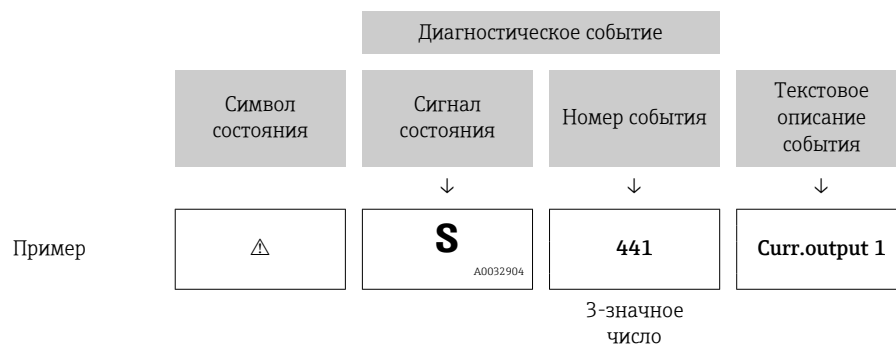 Диагностическое событие
Символ
состояния
Сигнал
состояния
Номер события
Текстовое
описание
события
↓
↓
↓
Пример
⚠
S
A0032904
441
Curr.output 1
3-значное
число